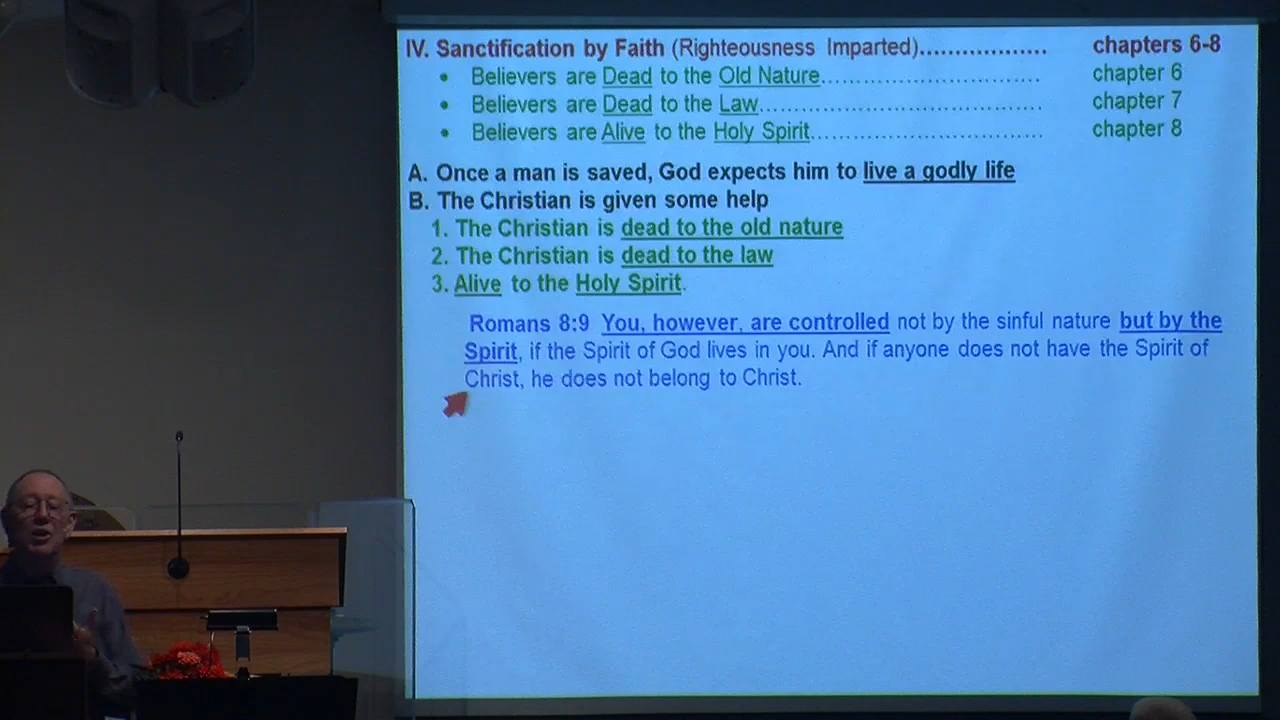 IV. Sanctification by Faith (Righteousness Imparted).................. chapters 6-8
• Believers are Dead to the Old Nature............................... chapter 6
• Believers are Dead to the Law....................................... chapter 7
• Believers are Alive to the Holy Spirit................................ chapter 8
A. Once a man is saved, God expects him to live a godly life
B. The Christian is given some help
1. The Christian is dead to the old nature
2. The Christian is dead to the law
3. Alive to the Holy Spirit.
Romans 8:9 You, however, are controlled not by the sinful nature but by the
Spirit, if the Spirit of God lives in you. And if anyone does not have the Spirit of
Christ, he does not belong to Christ.